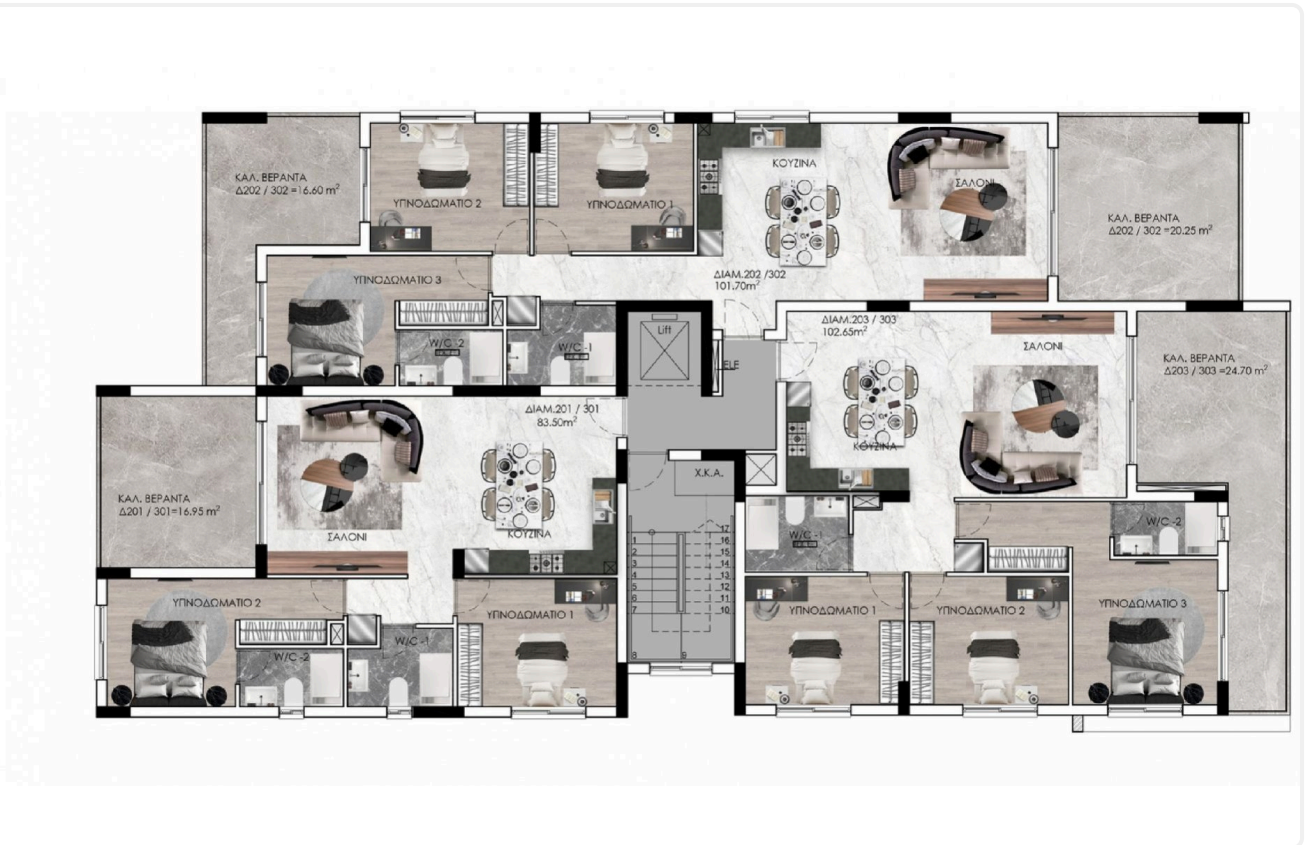 ΚΑΛ. ΒΕΡΑΝΤΑ
Δ202 / 302 =16.60 m²
ΥΠΝΟΔΩΜΑΤΙΟ 2
ΥΠΝΟΔΩΜΑΤΙΟ 1
ΚΟΥΖΙΝΑ
ΣΑΛΟΝΙ
ΚΑΛ. ΒΕΡΑΝΤΑ
Δ202 / 302 =20.25 m²
ΔΙΑΜ.202 /302
101.70m²
ΥΠΝΟΔΩΜΑΤΙΟ 3
W/C -2
W/C -1
Lift
ELE
ΔΙΑΜ.203 / 303
102.65m²
ΣΑΛΟΝΙ
ΚΑΛ. ΒΕΡΑΝΤΑ
Δ203 / 303 =24.70 m²
ΚΟΥΖΙΝΑ
ΔΙΑΜ.201 / 301
83.50m²
ΚΑΛ. ΒΕΡΑΝΤΑ
Δ201 / 301=16.95 m²
ΣΑΛΟΝΙ
ΚΟΥΖΙΝΑ
Χ.Κ.Α.
1
2
3
4
5
6
7
8
9
10
11
12
13
14
15
16
17
W/C -1
W/C -2
ΥΠΝΟΔΩΜΑΤΙΟ 2
W/C -2
W/C -1
ΥΠΝΟΔΩΜΑΤΙΟ 1
ΥΠΝΟΔΩΜΑΤΙΟ 1
ΥΠΝΟΔΩΜΑΤΙΟ 2
ΥΠΝΟΔΩΜΑΤΙΟ 3